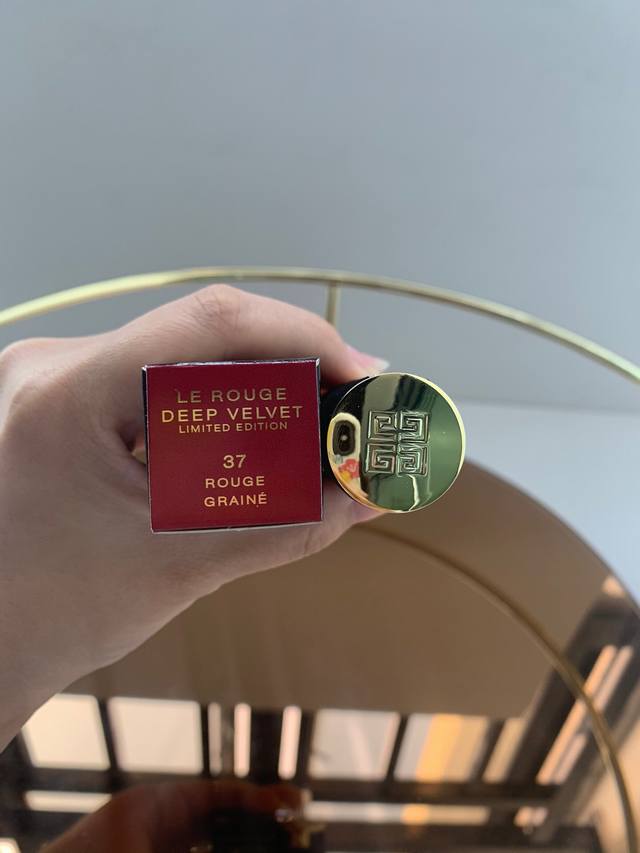 LE ROUGE
DEEP VELVET
LIMITED EDITION
37
ROUGE
GRAINÉ